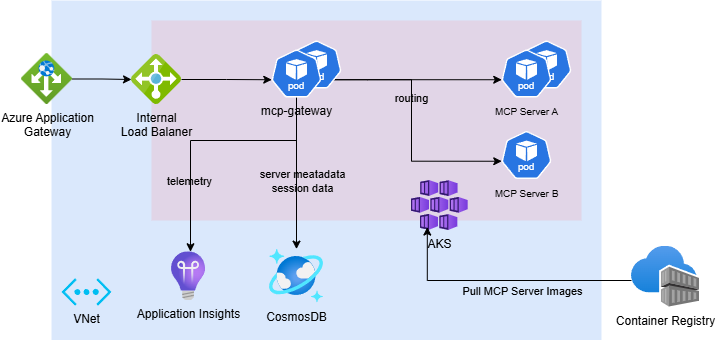 Azure Application
Gateway
Internal
Load Balaner
pod
mcp-gateway
routing
pod
MCP Server A
pod
MCP Server B
telemetry
server meatadada
session data
AKS
VNet
Application Insights
CosmosDB
Pull MCP Server Images
Container Registry